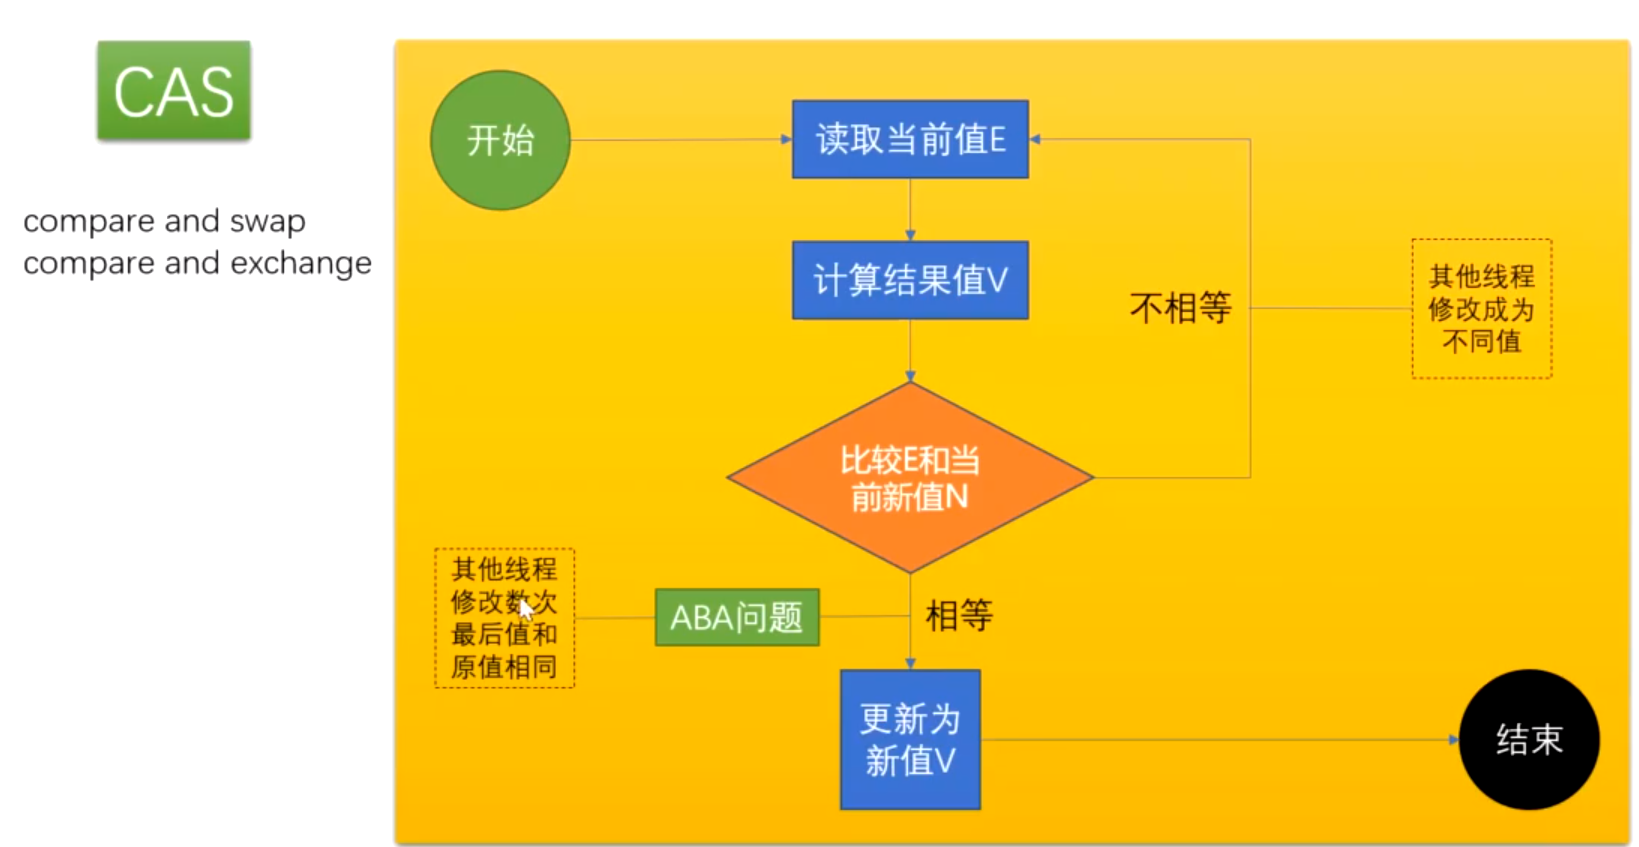 CAS
compare and swap
compare and exchange
开始
读取当前值E
计算结果值V
不相等
其他线程
修改成为
不同值
比较E和当
前新值N
其他线程
修改数次
最后值和
原值相同
ABA问题
相等
更新为
新值V
结束